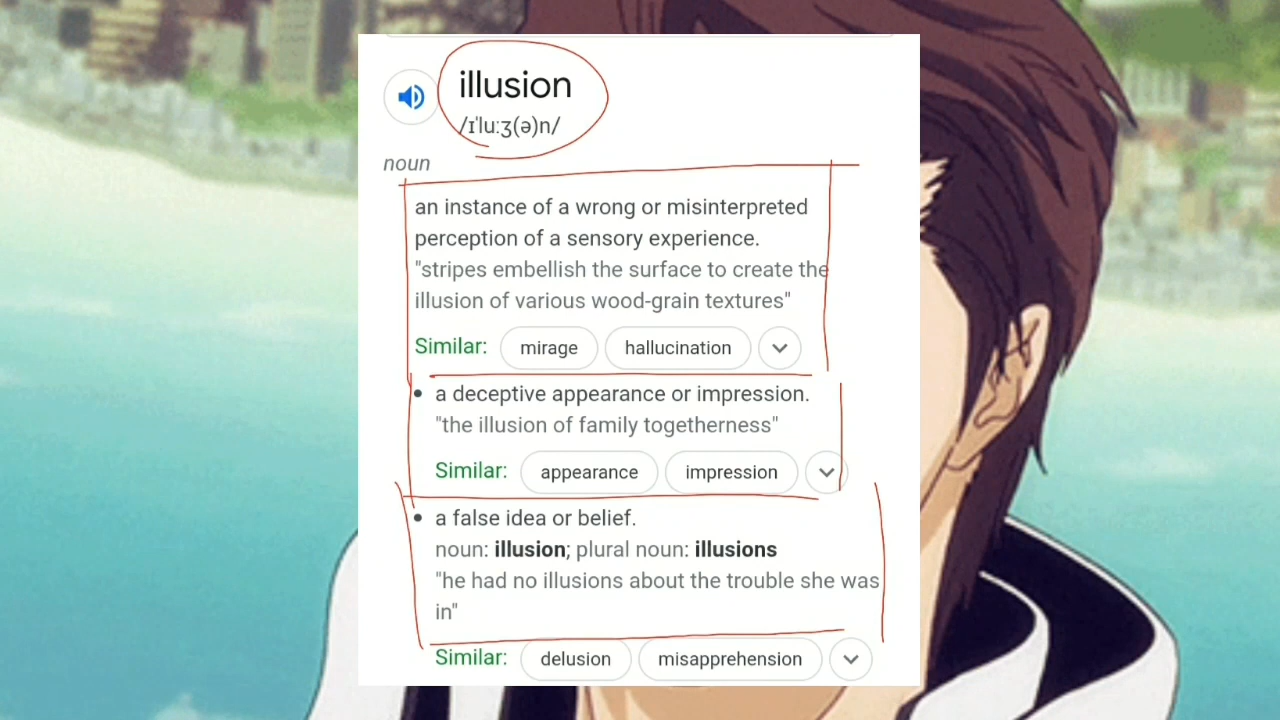 illusion
/ɪˈluːʒ(ə)n/
noun
an instance of a wrong or misinterpreted
perception of a sensory experience.
"stripes embellish the surface to create the
illusion of various wood-grain textures"
Similar: mirage hallucination
• a deceptive appearance or impression.
"the illusion of family togetherness"
Similar: appearance impression
• a false idea or belief.
noun: illusion; plural noun: illusions
"he had no illusions about the trouble she was
in"
Similar: delusion misapprehension